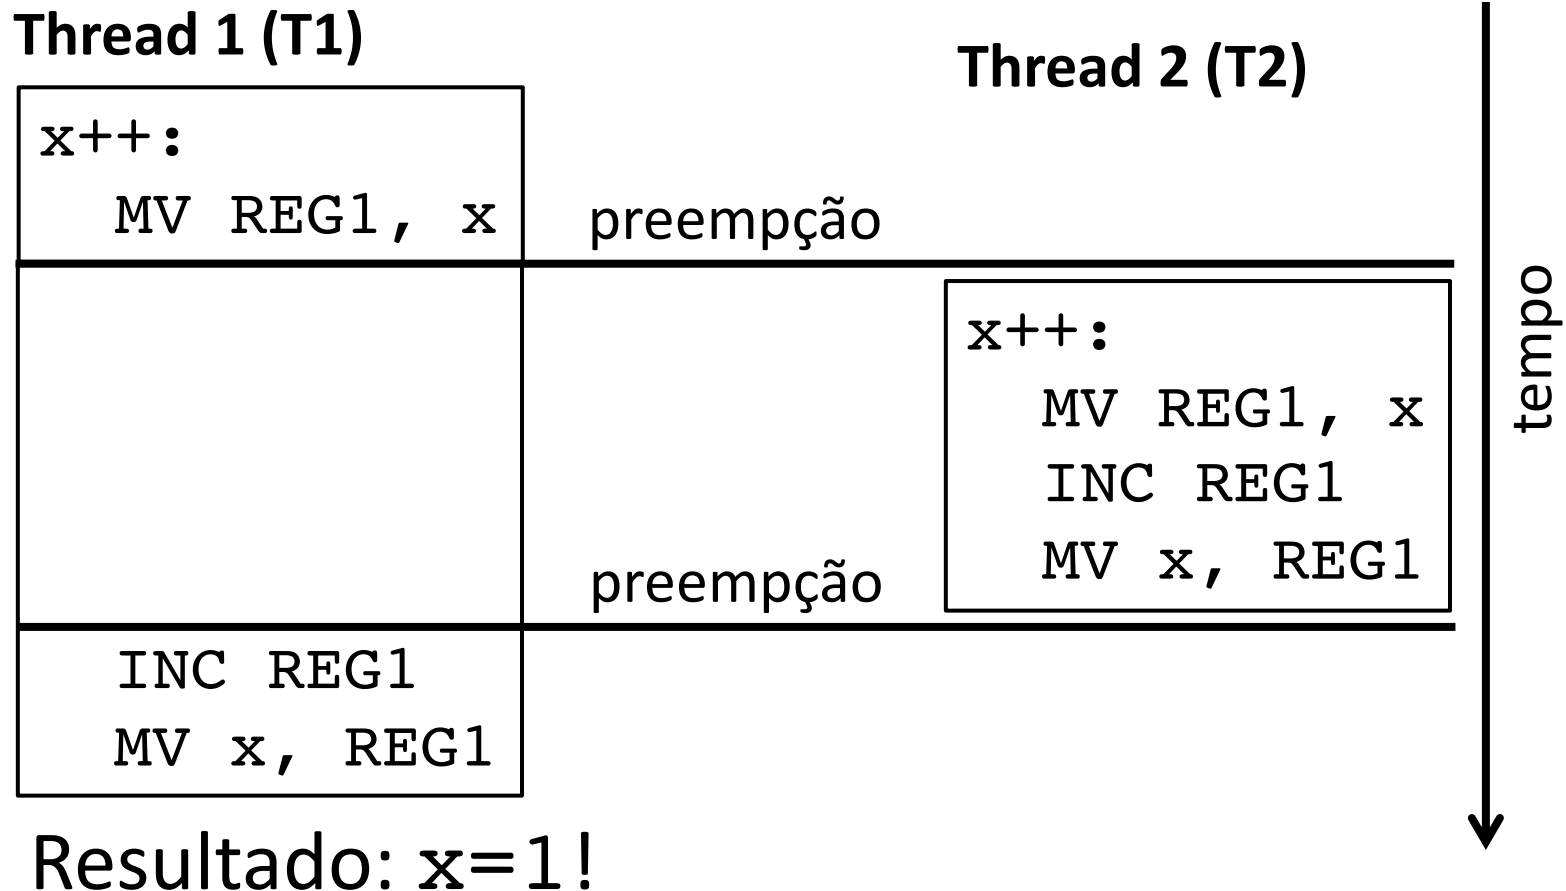 Thread 1 (T1)
Thread 2 (T2)
x++:
MV REG1, x
preempção
x++:
MV REG1, x
INC REG1
MV x, REG1
preempção
INC REG1
MV x, REG1
tempo
Resultado: x=1!